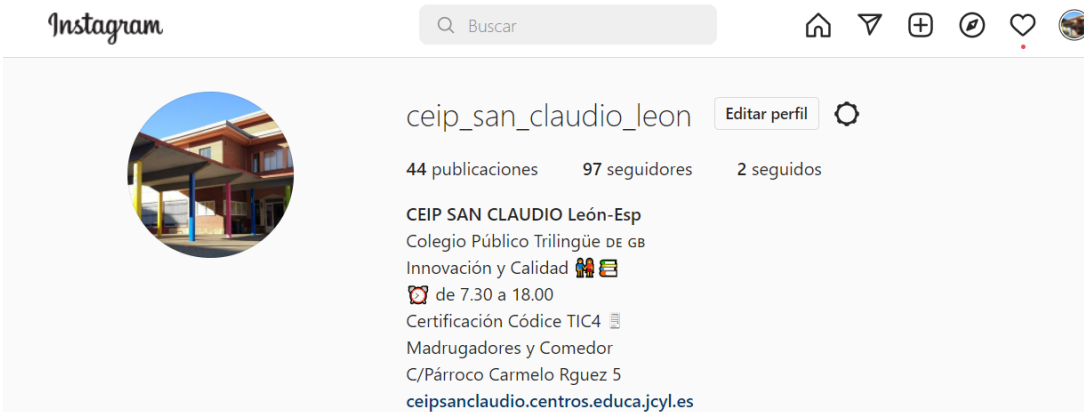 Instagram
Buscar
ceip_san_claudio_leon Editar perfil
44 publicaciones 97 seguidores 2 seguidos
CEIP SAN CLAUDIO León-Esp
Colegio Público Trilingüe DE GB
Innovación y Calidad 👫📚
⏰ de 7.30 a 18.00
Certificación Códice TIC4 📃
Madrugadores y Comedor
C/Párroco Carmelo Rguez 5
ceipsanclaudio.centros.educa.jcyl.es